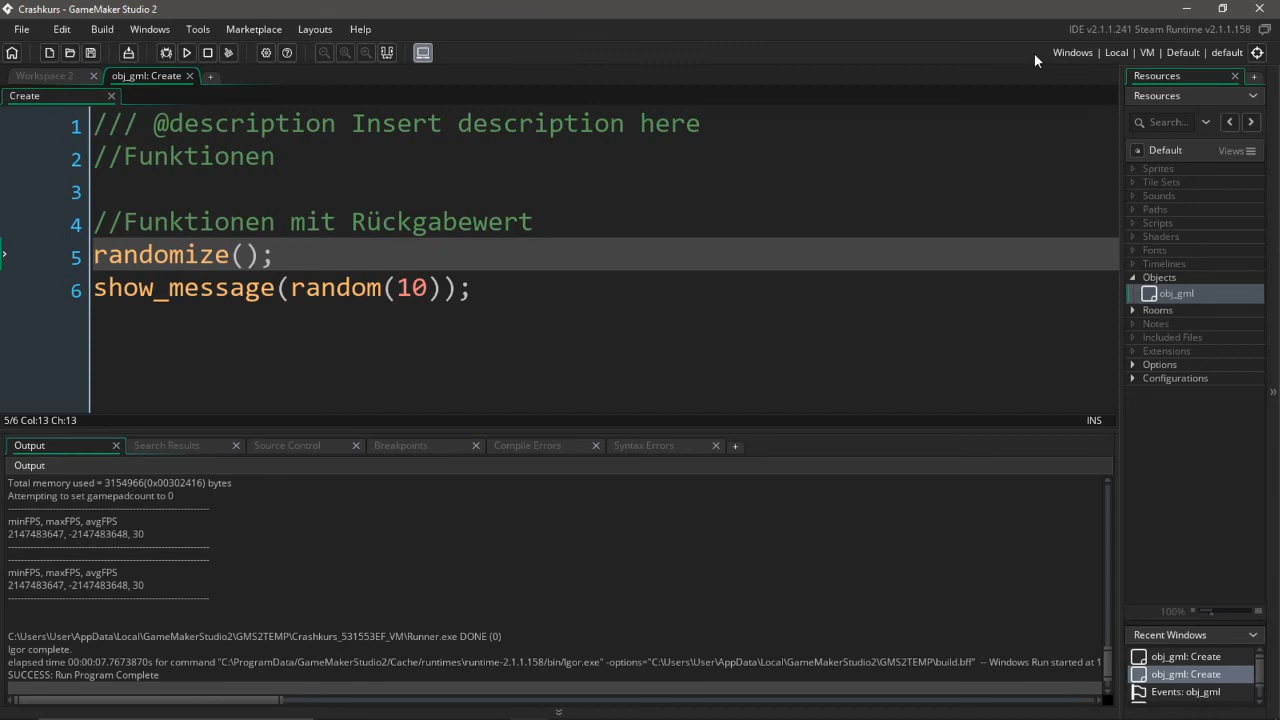 Crashkurs - GameMaker Studio 2
File Edit Build Windows Tools Marketplace Layouts Help
IDE v2.1.1.241 Steam Runtime v2.1.1.158
Windows | Local | VM | Default | default
Workspace 2
obj_gml: Create
Create
1 /// @description Insert description here
2 //Funktionen
3
4 //Funktionen mit Rückgabewert
5 randomize();
6 show_message(random(10));
5/6 Col:13 Ch:13
INS
Output
Search Results
Source Control
Breakpoints
Compile Errors
Syntax Errors
Output
Total memory used = 3154966(0x00302416) bytes
Attempting to set gamepadcount to 0
minFPS, maxFPS, avgFPS
2147483647, -2147483648, 30
minFPS, maxFPS, avgFPS
2147483647, -2147483648, 30
C:\Users\User\AppData\Local\GameMakerStudio2\GMS2TEMP\Crashkurs_531553EF_VM\Runner.exe DONE (0)
Igor complete.
elapsed time 00:00:07.7673870s for command "C:\ProgramData/GameMakerStudio2/Cache/runtimes\runtime-2.1.1.158/bin/Igor.exe" -options="C:\Users\User\AppData\Local\GameMakerStudio2\GMS2TEMP\build.bff" -- Windows Run started at 1
SUCCESS: Run Program Complete
Resources
Resources
Search...
Default
Views
Sprites
Tile Sets
Sounds
Paths
Scripts
Shaders
Fonts
Timelines
Objects
obj_gml
Rooms
Notes
Included Files
Extensions
Options
Configurations
100%
Recent Windows
obj_gml: Create
obj_gml: Create
Events: obj_gml